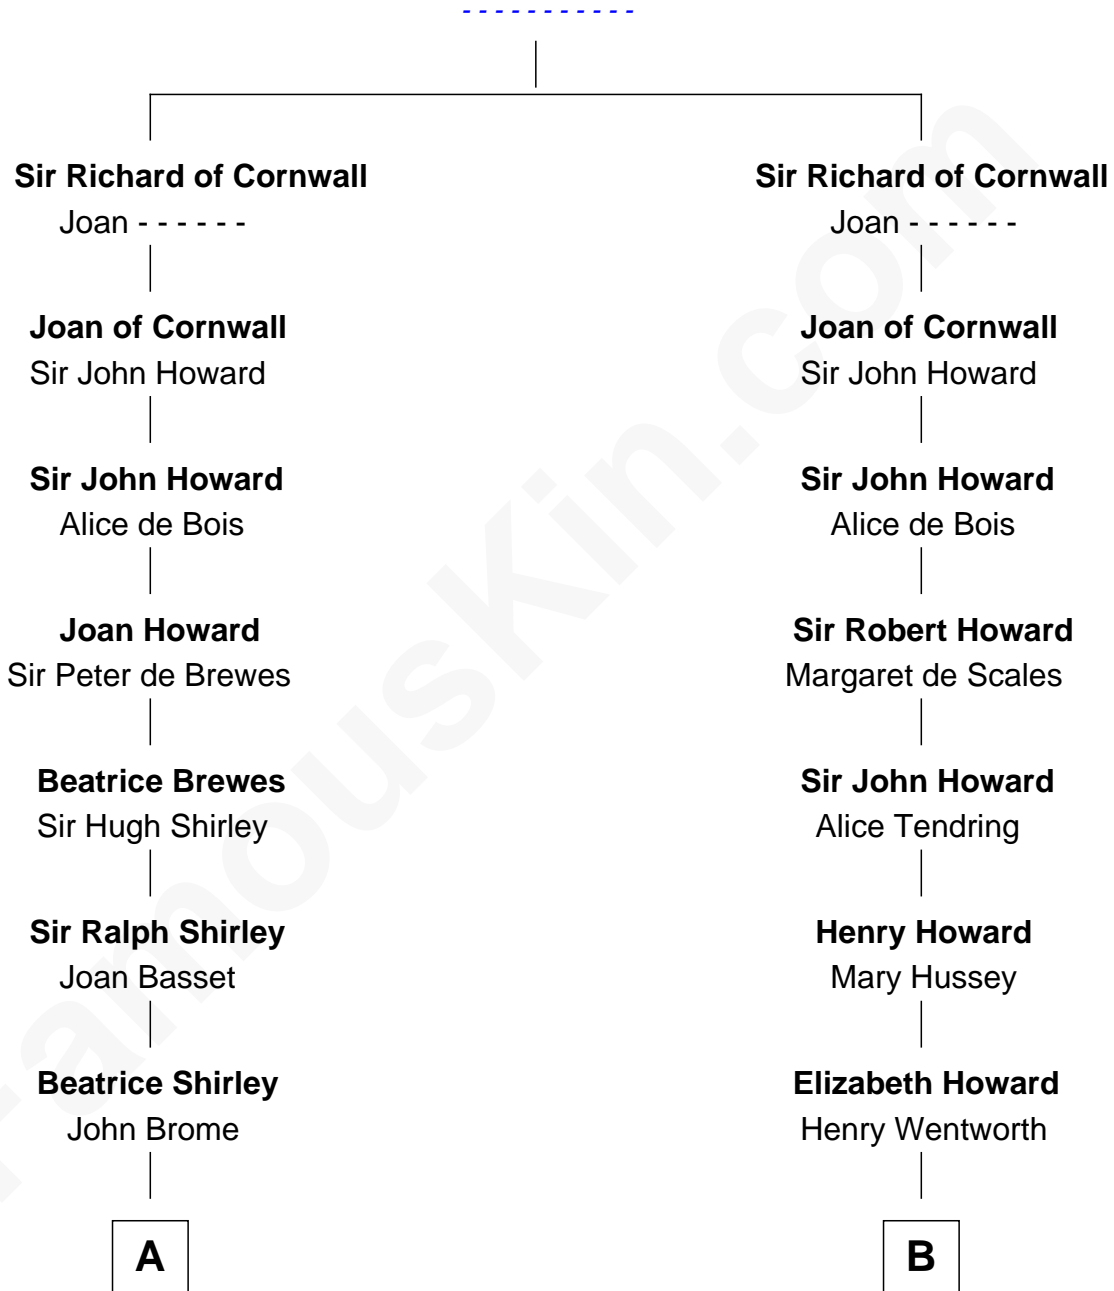 - - - - - - - - - - -
Sir Richard of Cornwall Sir Richard of Cornwall
Joan - - - - - - Joan - - - - - -
Joan of Cornwall Joan of Cornwall
Sir John Howard Sir John Howard
Sir John Howard Sir John Howard
Alice de Bois Alice de Bois
Joan Howard Sir Robert Howard
Sir Peter de Brewes Margaret de Scales
Beatrice Brewes Sir John Howard
Sir Hugh Shirley Alice Tendring
Sir Ralph Shirley Henry Howard
Joan Basset Mary Hussey
Beatrice Shirley Elizabeth Howard
John Brome Henry Wentworth
A B
FamousKin.com